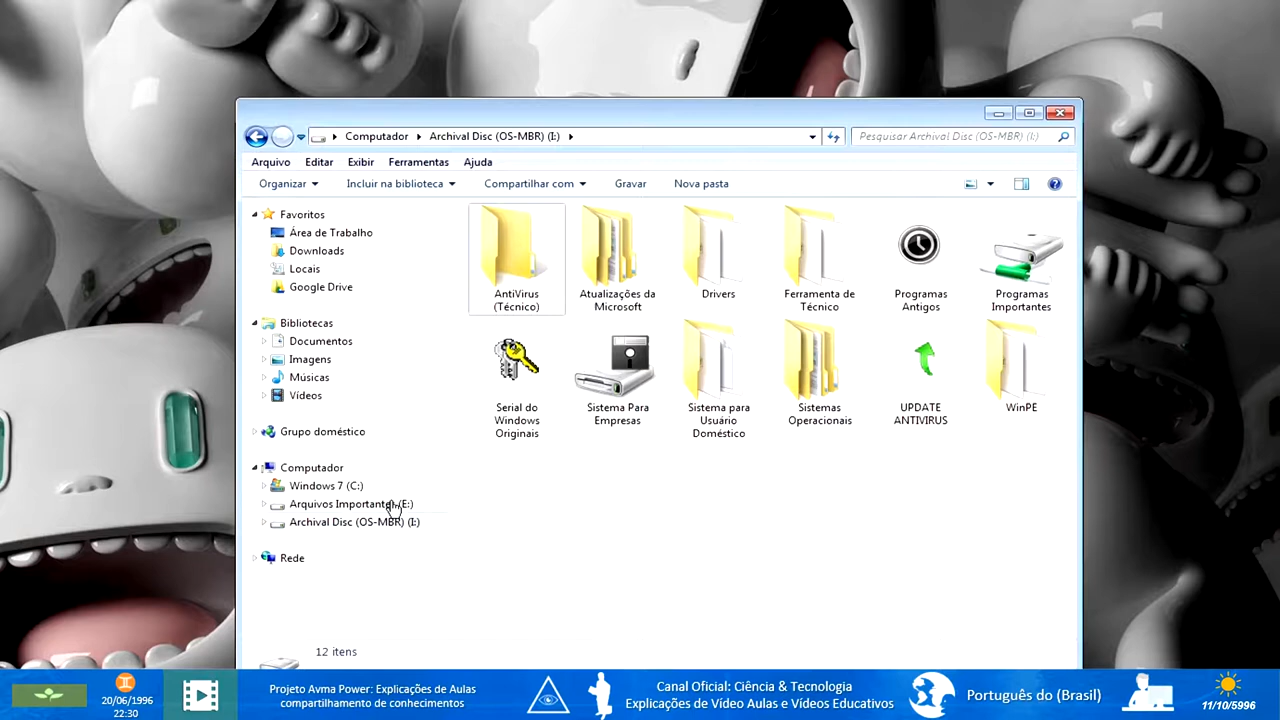 Computador
Archival Disc (OS-MBR) (I:)
Pesquisar Archival Disc (OS-MBR) (I:)
Arquivo
Editar
Exibir
Ferramentas
Ajuda
Organizar
Incluir na biblioteca
Compartilhar com
Gravar
Nova pasta
Favoritos
Área de Trabalho
Downloads
Locais
Google Drive
Bibliotecas
Documentos
Imagens
Músicas
Vídeos
Grupo doméstico
Computador
Windows 7 (C:)
Arquivos Importantes (E:)
Archival Disc (OS-MBR) (I:)
Rede
AntiVirus
(Técnico)
Atualizações da
Microsoft
Drivers
Ferramenta de
Técnico
Programas
Antigos
Programas
Importantes
Serial do
Windows
Originais
Sistema Para
Empresas
Sistema para
Usuário
Doméstico
Sistemas
Operacionais
UPDATE
ANTIVIRUS
WinPE
12 itens
20/06/1996
22:30
Projeto Avma Power: Explicações de Aulas
compartilhamento de conhecimentos
Canal Oficial: Ciência & Tecnologia
Explicações de Vídeo Aulas e Vídeos Educativos
Português do (Brasil)
11/10/5996